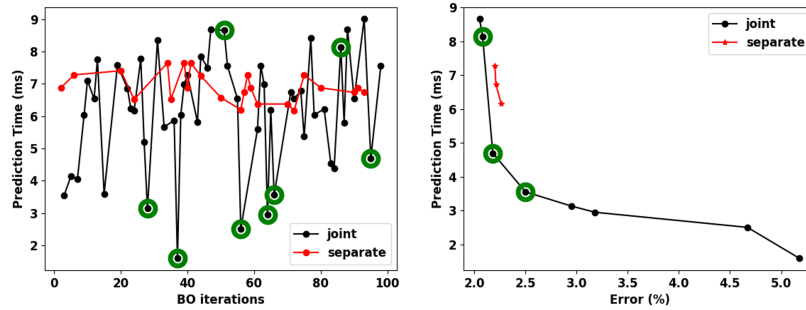 9
8
7
6
5
4
3
2
Prediction Time (ms)
0 20 40 60 80 100
BO iterations
joint
separate
9
8
7
6
5
4
3
2
Prediction Time (ms)
2.0 2.5 3.0 3.5 4.0 4.5 5.0
Error (%)
joint
separate